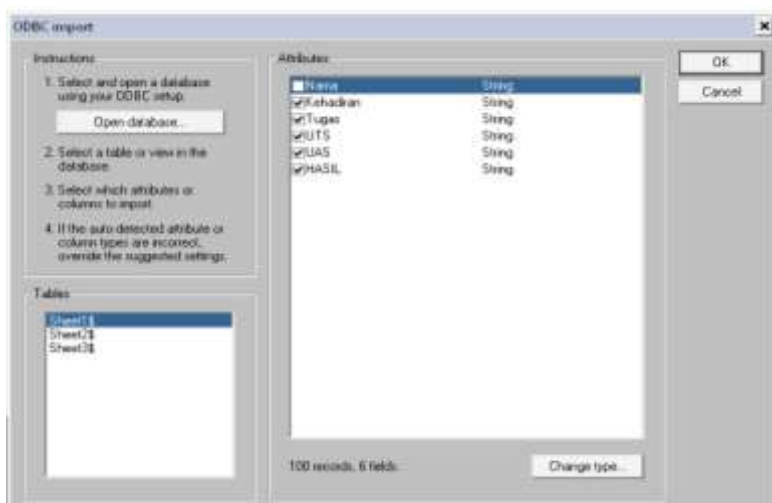 ODBC import
Instructions
1. Select and open a database
using your ODBC setup.
Open database...
2. Select a table or view in the
database.
3. Select which attributes or
columns to import.
4. If the auto detected attribute or
column types are incorrect,
override the suggested settings.
Tables
Sheet1$
Sheet2$
Sheet3$
Attributes
Nama String
Kehadiran String
Tugas String
UTS String
UAS String
HASIL String
100 records, 6 fields.
Change type...
OK
Cancel